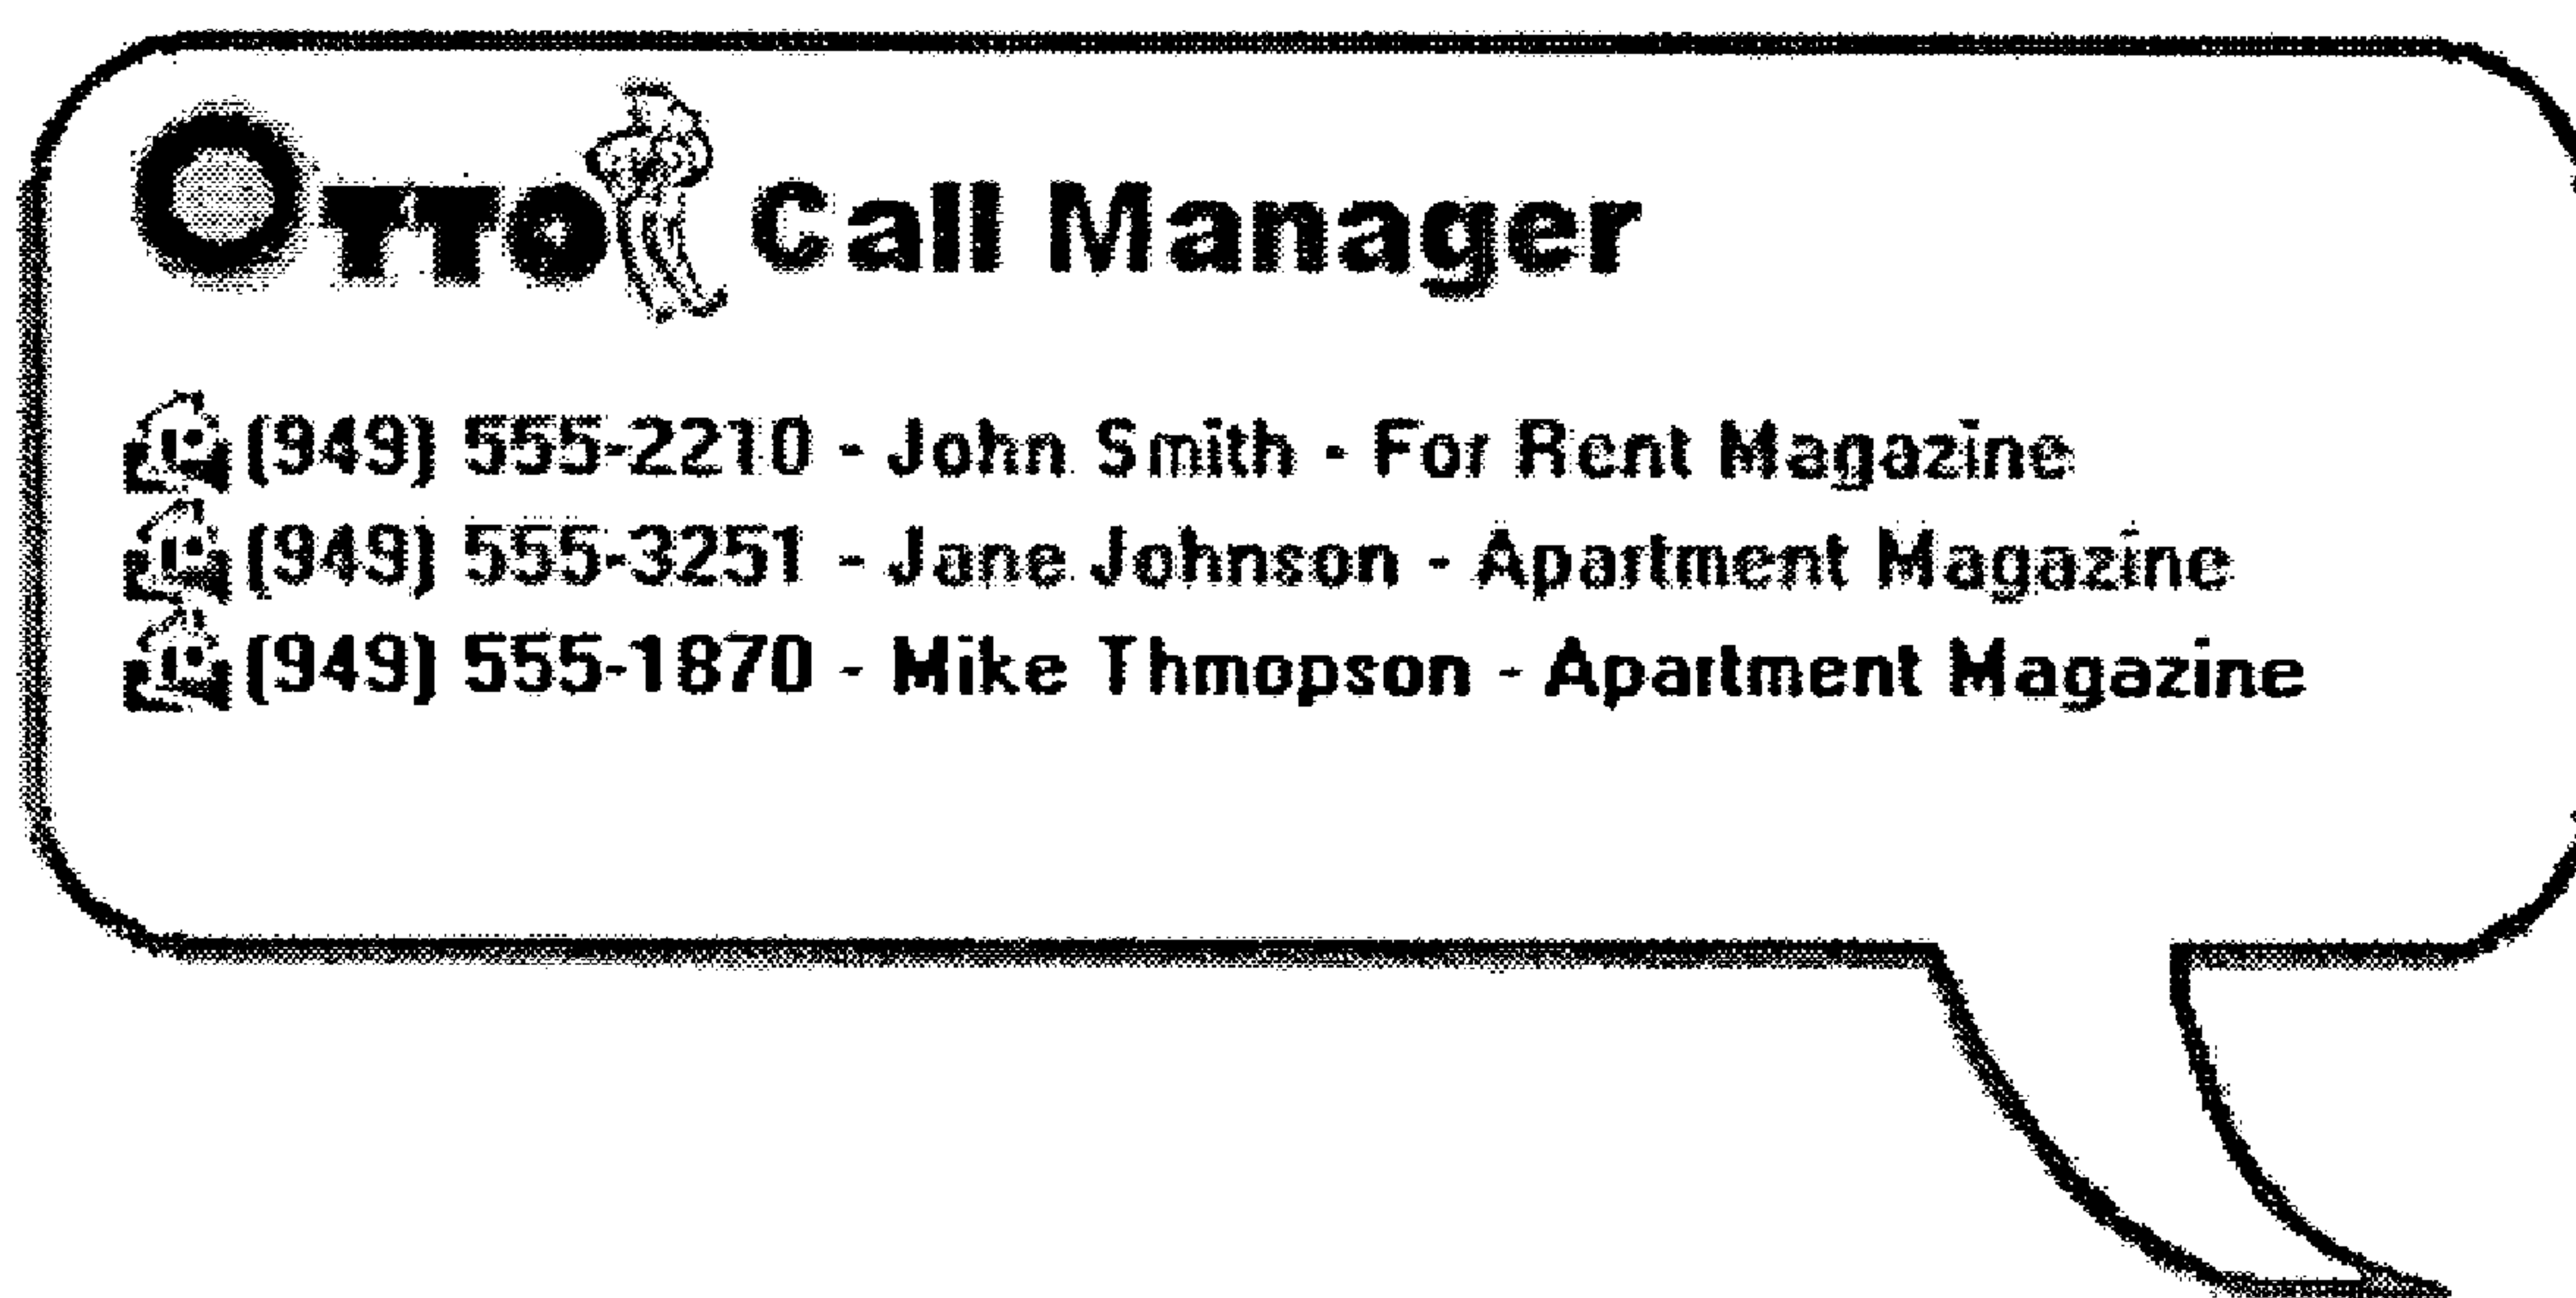 OTTO Call Manager
(949) 555-2210 - John Smith - For Rent Magazine
(949) 555-3251 - Jane Johnson - Apartment Magazine
(949) 555-1870 - Mike Thmopson - Apartment Magazine